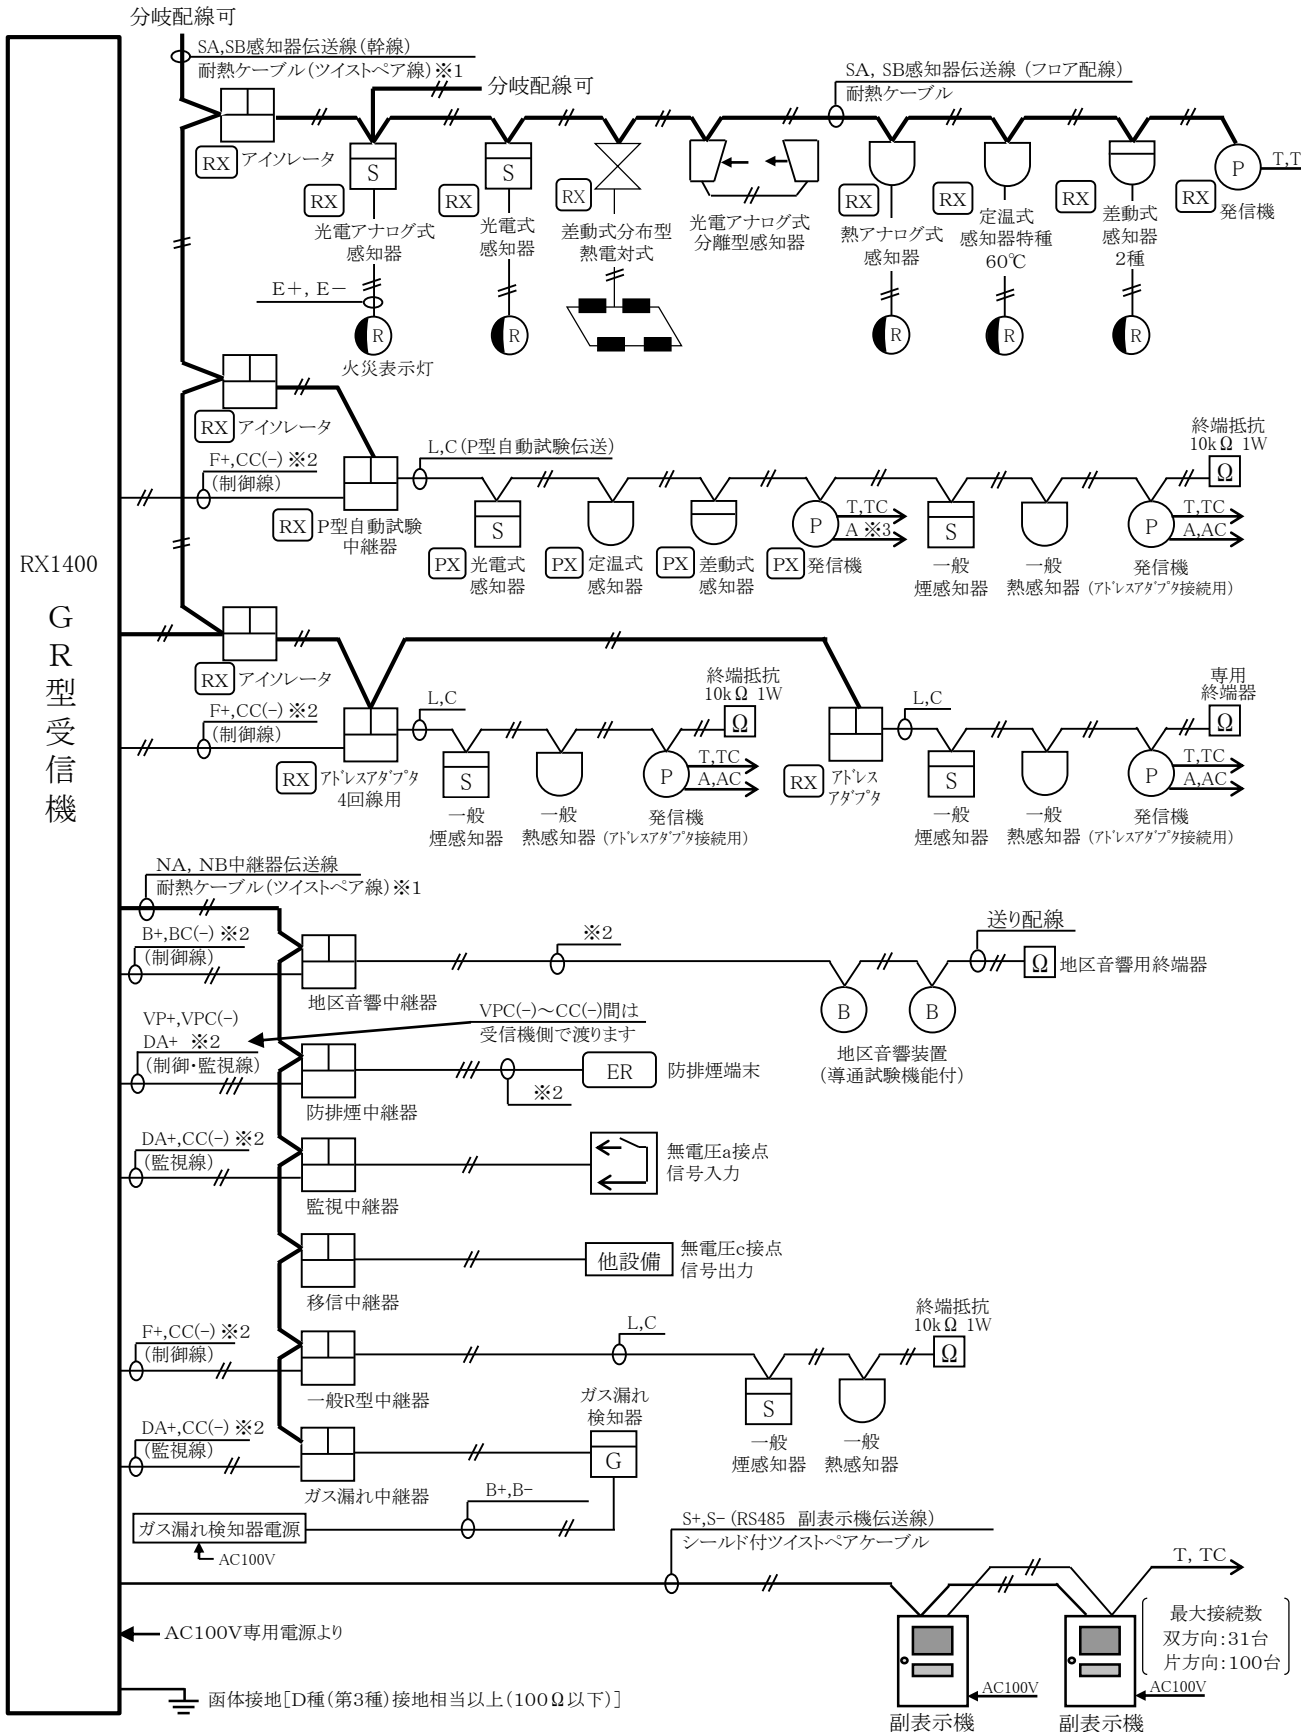 分岐配線可
SA,SB感知器伝送線(幹線)
耐熱ケーブル(ツイストペア線)※1
分岐配線可
SA, SB感知器伝送線 (フロア配線)
耐熱ケーブル
RX アイソレータ
S
RX
光電アナログ式
感知器
S
RX
光電式
感知器
RX
差動式分布型
熱電対式
光電アナログ式
分離型感知器
RX
熱アナログ式
感知器
RX
定温式
感知器特種
60℃
RX
差動式
感知器
2種
P
T,T
RX 発信機
E+, E-
R
R
R
R
R
火災表示灯
RX アイソレータ
F+,CC(-) ※2
(制御線)
RX P型自動試験
中継器
L,C(P型自動試験伝送)
S
PX 光電式
感知器
PX 定温式
感知器
PX 差動式
感知器
P
T,TC
A ※3
PX 発信機
S
一般
煙感知器
一般
熱感知器
P
T,TC
A,AC
発信機
(アドレスアダプタ接続用)
終端抵抗
10kΩ 1W
Ω
RX1400
GR型受信機
RX アイソレータ
F+,CC(-) ※2
(制御線)
RX アドレスアダプタ
4回線用
L,C
S
一般
煙感知器
一般
熱感知器
P
T,TC
A,AC
発信機
(アドレスアダプタ接続用)
終端抵抗
10kΩ 1W
Ω
RX アドレス
アダプタ
L,C
S
一般
煙感知器
一般
熱感知器
P
T,TC
A,AC
発信機
(アドレスアダプタ接続用)
専用
終端器
Ω
NA, NB中継器伝送線
耐熱ケーブル(ツイストペア線)※1
B+,BC(-) ※2
(制御線)
地区音響中継器
※2
B
B
送り配線
Ω 地区音響用終端器
地区音響装置
(導通試験機能付)
VP+,VPC(-)
DA+ ※2
(制御・監視線)
VPC(-)～CC(-)間は
受信機側で渡ります
防排煙中継器
※2
ER 防排煙端末
DA+,CC(-) ※2
(監視線)
監視中継器
無電圧a接点
信号入力
移信中継器
他設備
無電圧c接点
信号出力
F+,CC(-) ※2
(制御線)
一般R型中継器
L,C
S
一般
煙感知器
一般
熱感知器
終端抵抗
10kΩ 1W
Ω
DA+,CC(-) ※2
(監視線)
ガス漏れ中継器
ガス漏れ
検知器
G
B+,B-
ガス漏れ検知器電源
AC100V
S+,S- (RS485 副表示機伝送線)
シールド付ツイストペアケーブル
T, TC
最大接続数
双方向:31台
片方向:100台
AC100V
AC100V
副表示機
副表示機
AC100V専用電源より
函体接地[D種(第3種)接地相当以上(100Ω以下)]